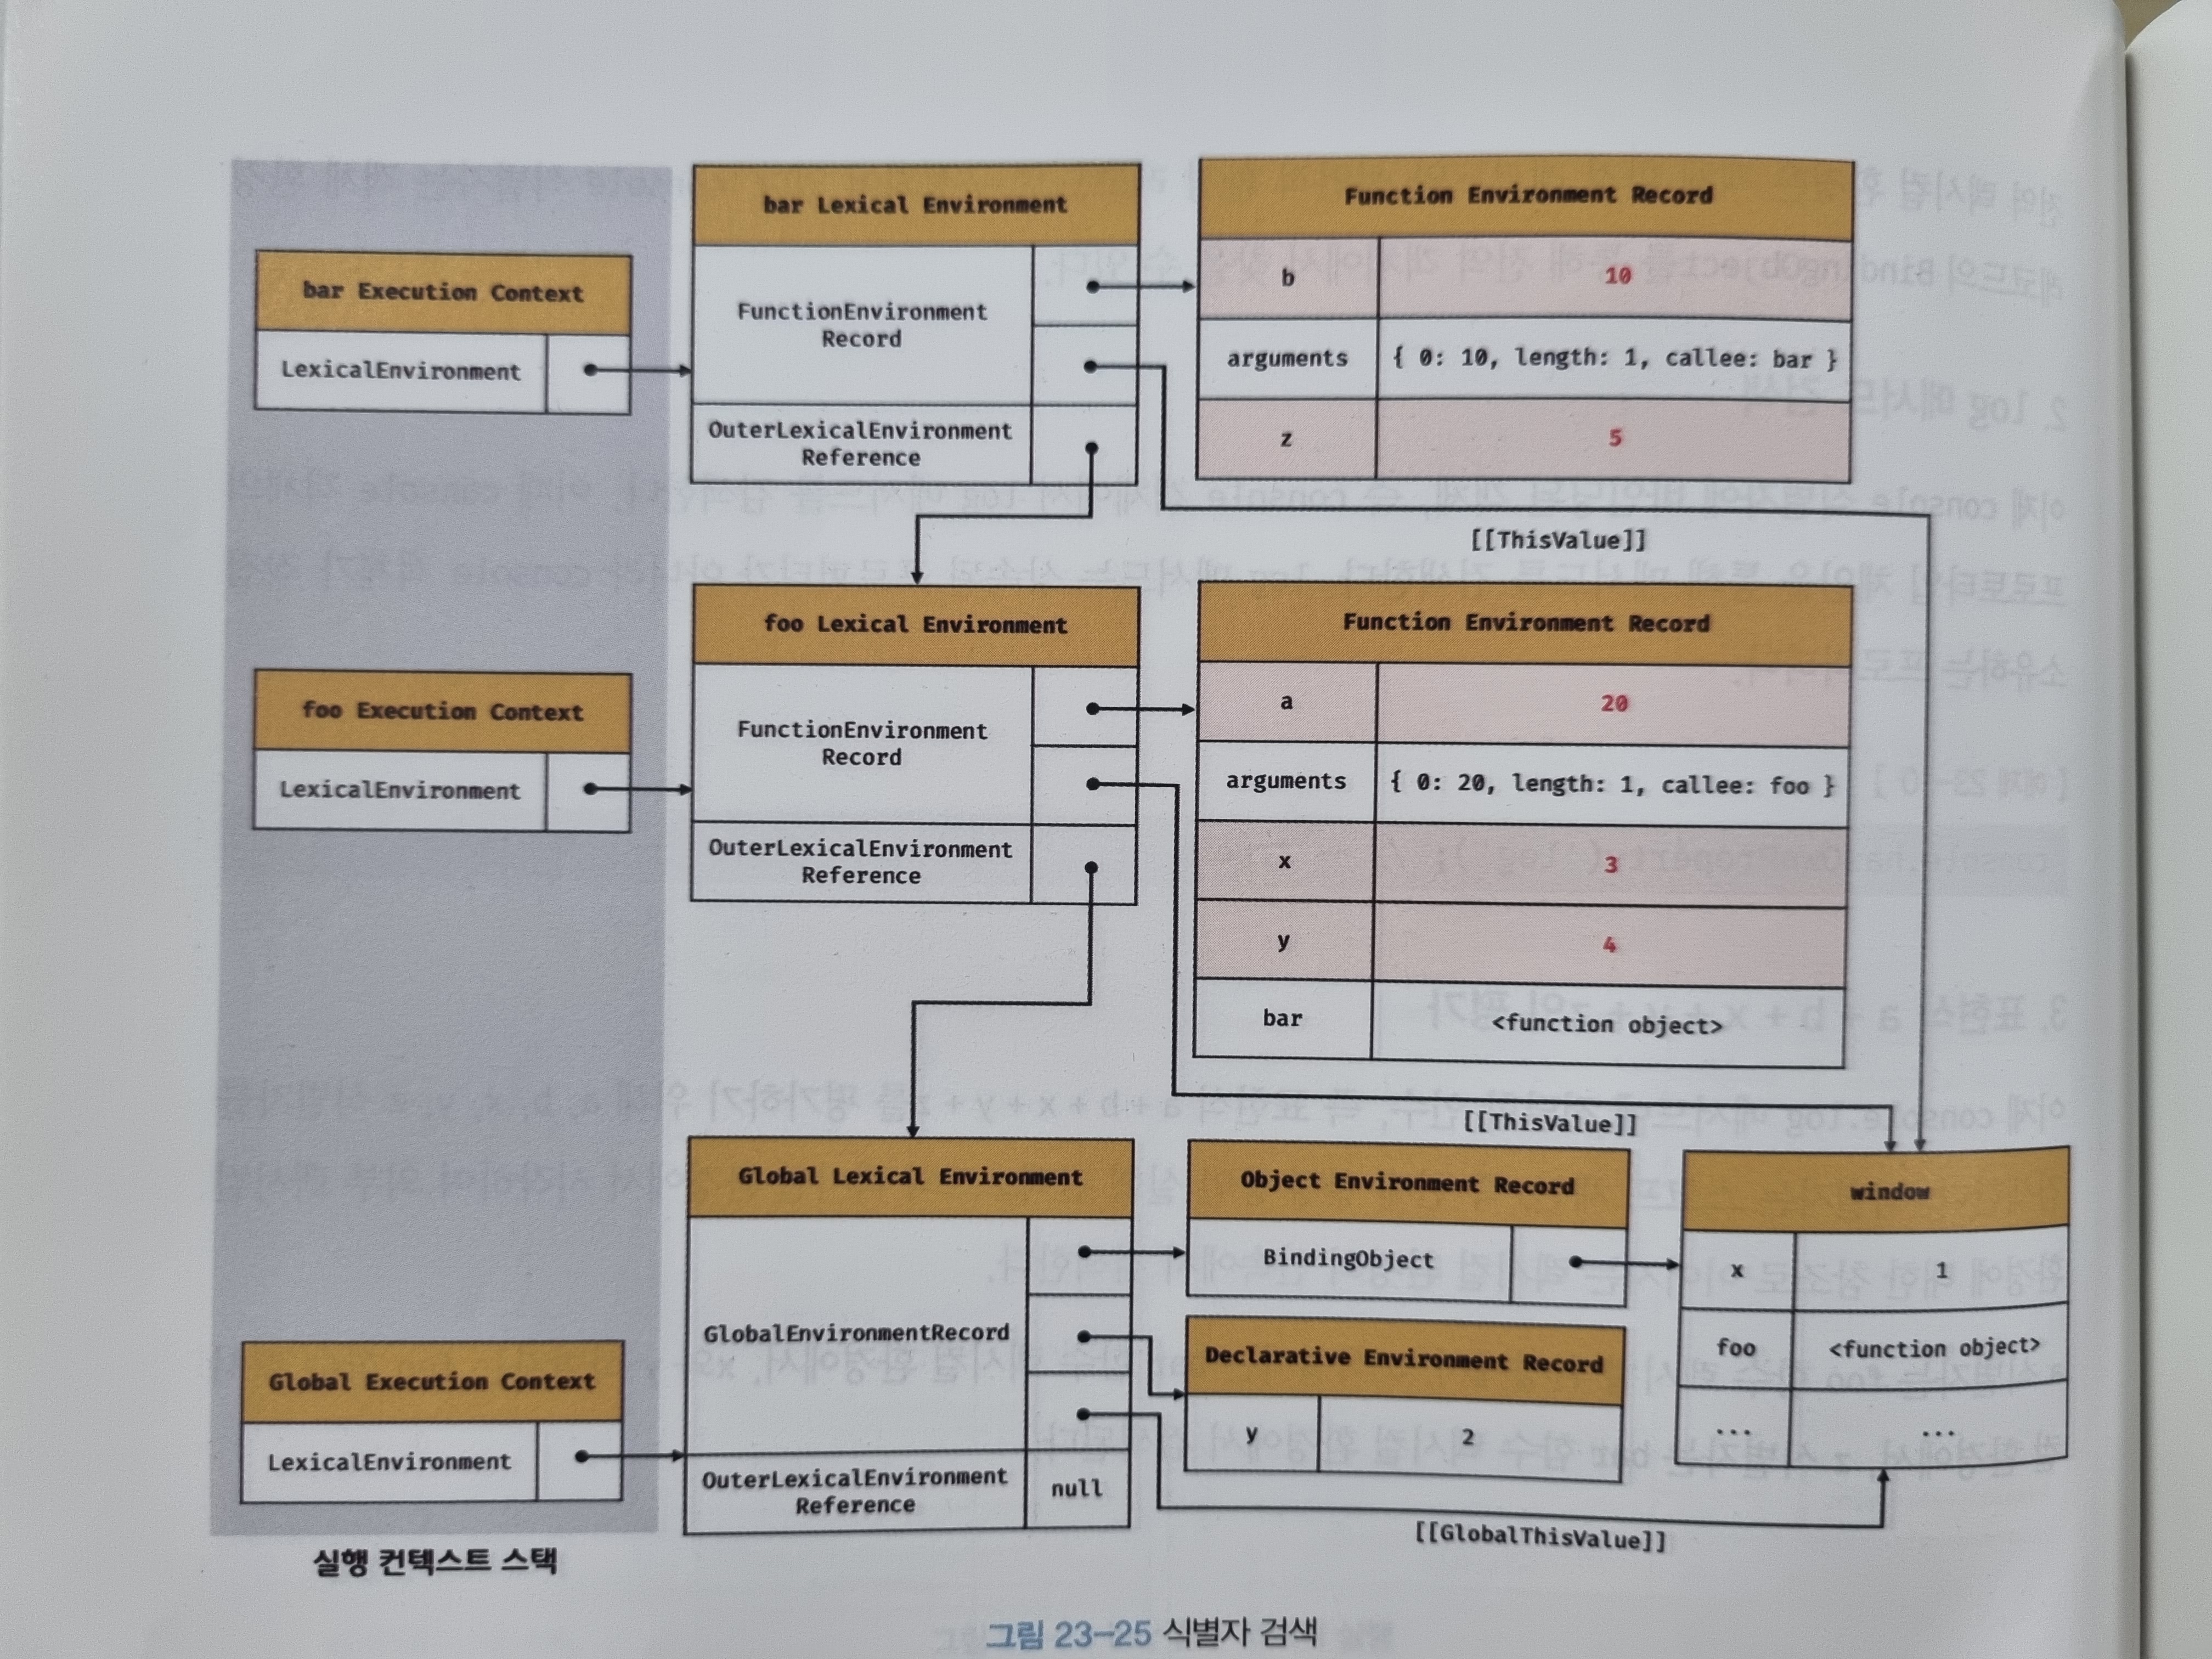 bar Execution Context
LexicalEnvironment
bar Lexical Environment
FunctionEnvironment
Record
OuterLexicalEnvironment
Reference
Function Environment Record
b 10
arguments { 0: 10, length: 1, callee: bar }
z 5
[[ThisValue]]
foo Execution Context
LexicalEnvironment
foo Lexical Environment
FunctionEnvironment
Record
OuterLexicalEnvironment
Reference
Function Environment Record
a 20
arguments { 0: 20, length: 1, callee: foo }
x 3
y 4
bar <function object>
[[ThisValue]]
Global Execution Context
LexicalEnvironment
Global Lexical Environment
GlobalEnvironmentRecord
OuterLexicalEnvironment
Reference
null
Object Environment Record
BindingObject
Declarative Environment Record
y 2
window
x 1
foo <function object>
... ...
[[GlobalThisValue]]
실행 컨텍스트 스택
그림 23-25 식별자 검색